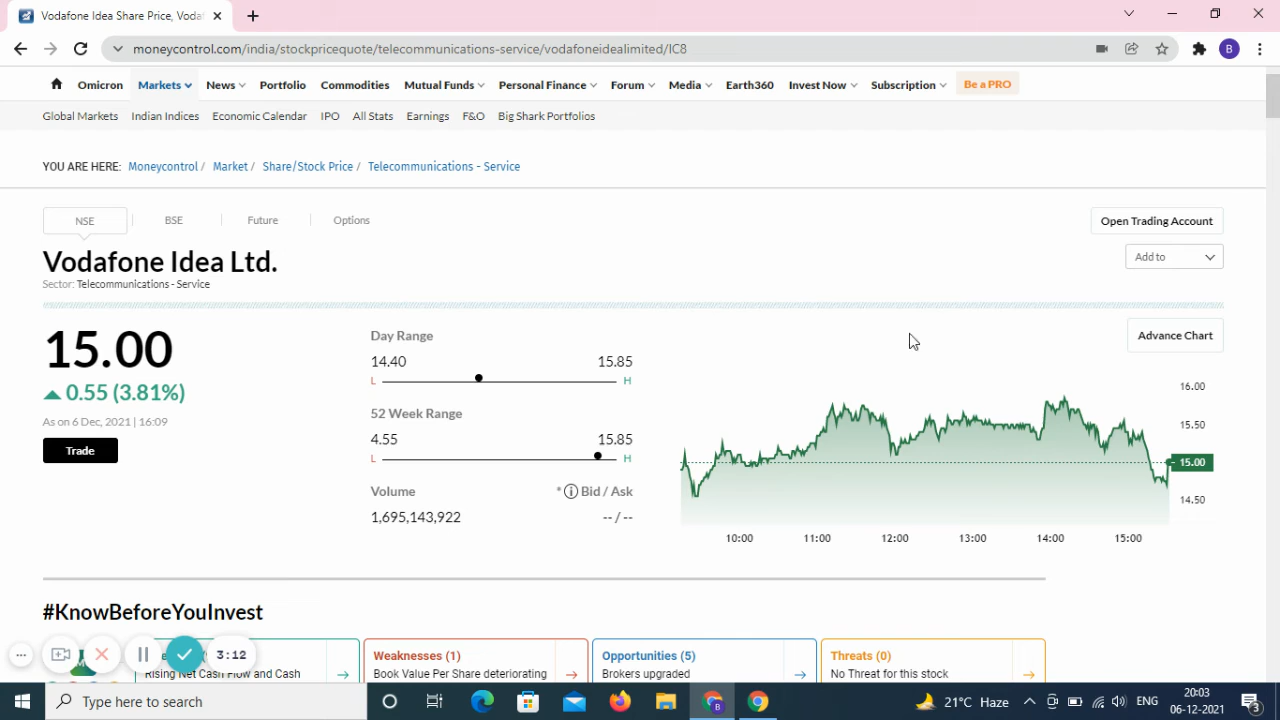 Vodafone Idea Share Price, Vodaf
moneycontrol.com/india/stockpricequote/telecommunications-service/vodafoneidealimited/IC8
B
Omicron Markets News Portfolio Commodities Mutual Funds Personal Finance Forum Media Earth360 Invest Now Subscription Be a PRO
Global Markets Indian Indices Economic Calendar IPO All Stats Earnings F&O Big Shark Portfolios
YOU ARE HERE: Moneycontrol / Market / Share/Stock Price / Telecommunications - Service
NSE BSE Future Options
Open Trading Account
Vodafone Idea Ltd.
Add to
Sector: Telecommunications - Service
15.00
0.55 (3.81%)
As on 6 Dec, 2021 | 16:09
Trade
Day Range
14.40 15.85
L H
52 Week Range
4.55 15.85
L H
Volume * i Bid / Ask
1,695,143,922 -- / --
Advance Chart
16.00
15.50
15.00
14.50
10:00 11:00 12:00 13:00 14:00 15:00
#KnowBeforeYouInvest
Rising Net Cash Flow and Cash
Weaknesses (1)
Book Value Per Share deteriorating
Opportunities (5)
Brokers upgraded
Threats (0)
No Threat for this stock
3:12
Type here to search
21°C Haze
ENG
20:03
06-12-2021
3